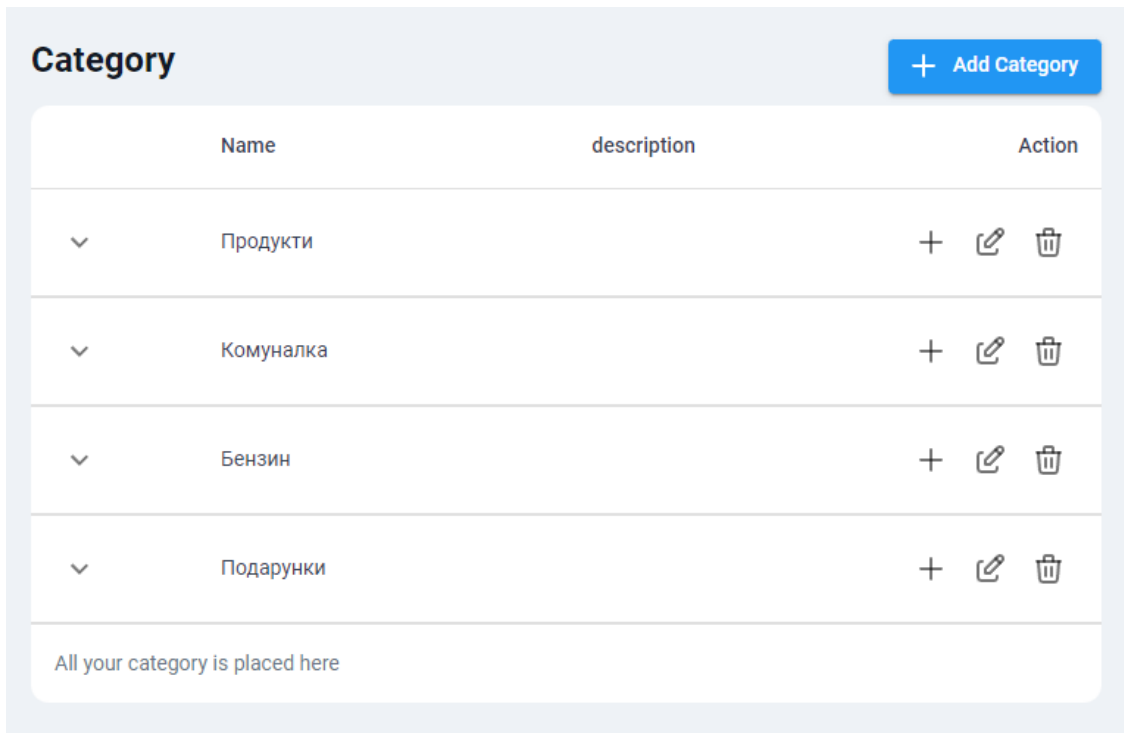 Category
Add Category
Name description Action
Продукти
Комуналка
Бензин
Подарунки
All your category is placed here